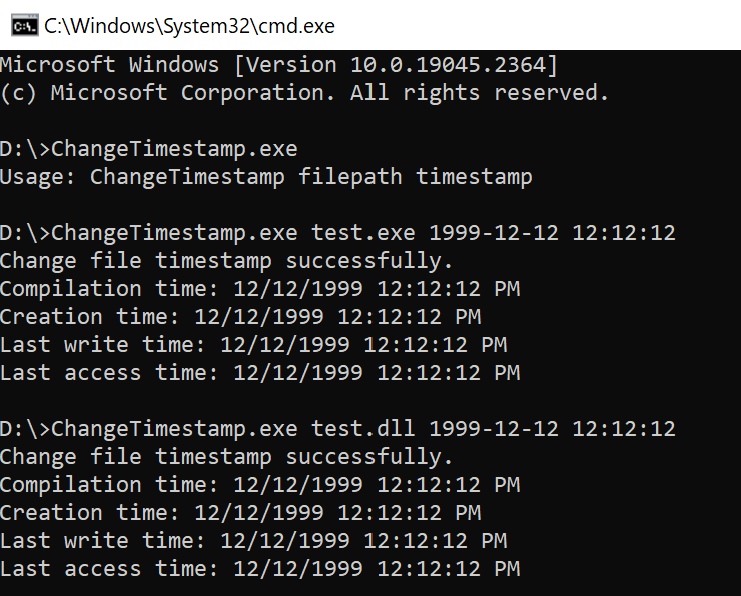 C:\Windows\System32\cmd.exe
Microsoft Windows [Version 10.0.19045.2364]
(c) Microsoft Corporation. All rights reserved.
D:\>ChangeTimestamp.exe
Usage: ChangeTimestamp filepath timestamp
D:\>ChangeTimestamp.exe test.exe 1999-12-12 12:12:12
Change file timestamp successfully.
Compilation time: 12/12/1999 12:12:12 PM
Creation time: 12/12/1999 12:12:12 PM
Last write time: 12/12/1999 12:12:12 PM
Last access time: 12/12/1999 12:12:12 PM
D:\>ChangeTimestamp.exe test.dll 1999-12-12 12:12:12
Change file timestamp successfully.
Compilation time: 12/12/1999 12:12:12 PM
Creation time: 12/12/1999 12:12:12 PM
Last write time: 12/12/1999 12:12:12 PM
Last access time: 12/12/1999 12:12:12 PM